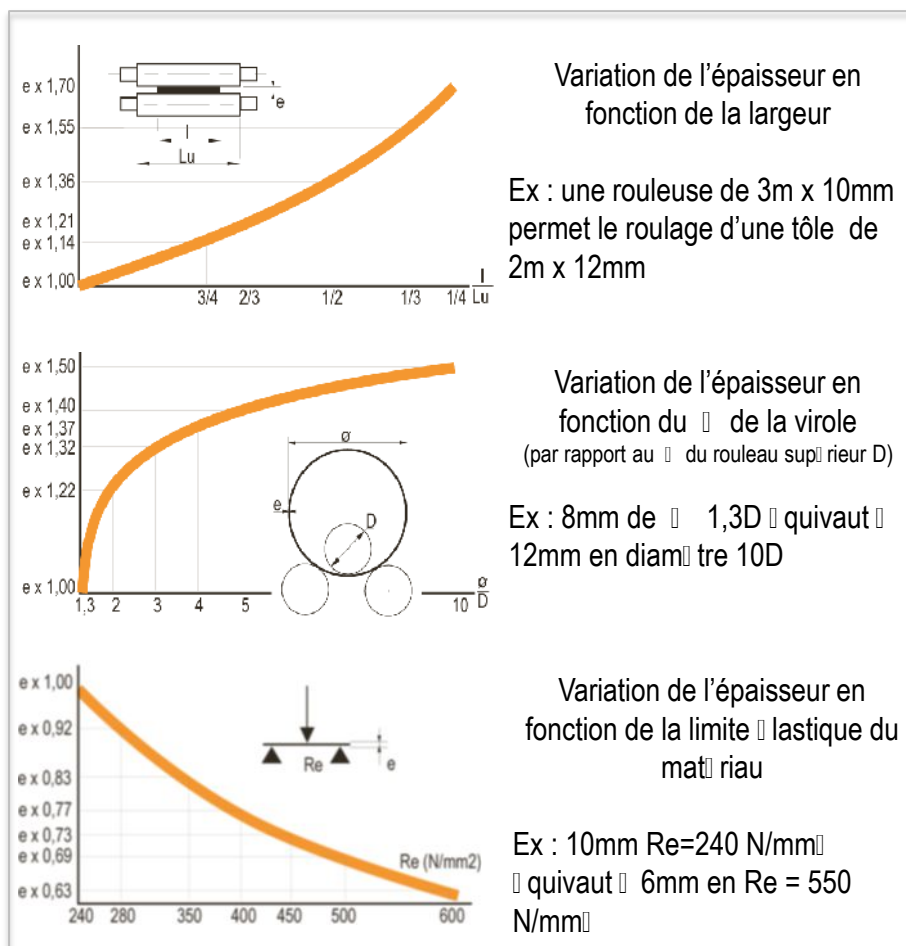 e x 1,70
e x 1,55
e x 1,36
e x 1,21
e x 1,14
e x 1,00
e
l
Lu
3/4 2/3 1/2 1/3 1/4 l/Lu
Variation de l’épaisseur en
fonction de la largeur
Ex : une rouleuse de 3m x 10mm
permet le roulage d’une tôle de
2m x 12mm
e x 1,50
e x 1,40
e x 1,37
e x 1,32
e x 1,22
e x 1,00
ø
e
D
1,3 2 3 4 5 10 ø/D
Variation de l’épaisseur en
fonction du ▯ de la virole
(par rapport au ▯ du rouleau sup▯rieur D)
Ex : 8mm de ▯ 1,3D ▯quivaut ▯
12mm en diam▯tre 10D
e x 1,00
e x 0,92
e x 0,83
e x 0,77
e x 0,73
e x 0,69
e x 0,63
Re
e
Re (N/mm2)
240 280 350 400 450 500 600
Variation de l’épaisseur en
fonction de la limite ▯lastique du
mat▯riau
Ex : 10mm Re=240 N/mm▯
▯quivaut ▯ 6mm en Re = 550
N/mm▯